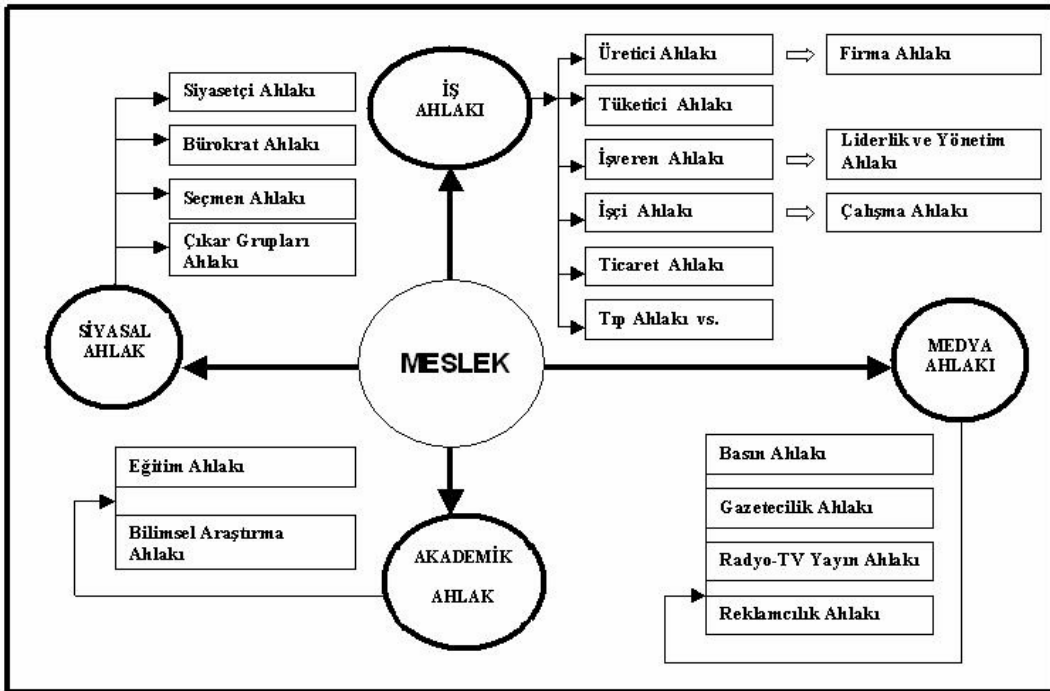 Siyasetçi Ahlakı
Bürokrat Ahlakı
Seçmen Ahlakı
Çıkar Grupları
Ahlakı
SİYASAL
AHLAK
İŞ
AHLAKI
Üretici Ahlakı
Firma Ahlakı
Tüketici Ahlakı
İşveren Ahlakı
Liderlik ve Yönetim
Ahlakı
İşçi Ahlakı
Çalışma Ahlakı
Ticaret Ahlakı
Tıp Ahlakı vs.
MESLEK
MEDYA
AHLAKI
Eğitim Ahlakı
Bilimsel Araştırma
Ahlakı
AKADEMİK
AHLAK
Basın Ahlakı
Gazetecilik Ahlakı
Radyo-TV Yayın Ahlakı
Reklamcılık Ahlakı